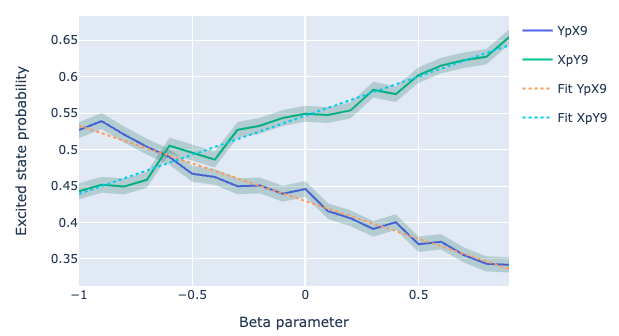 0.65
0.6
0.55
0.5
0.45
0.4
0.35
−1
−0.5
0
0.5
Excited state probability
Beta parameter
YpX9
XpY9
Fit YpX9
Fit XpY9